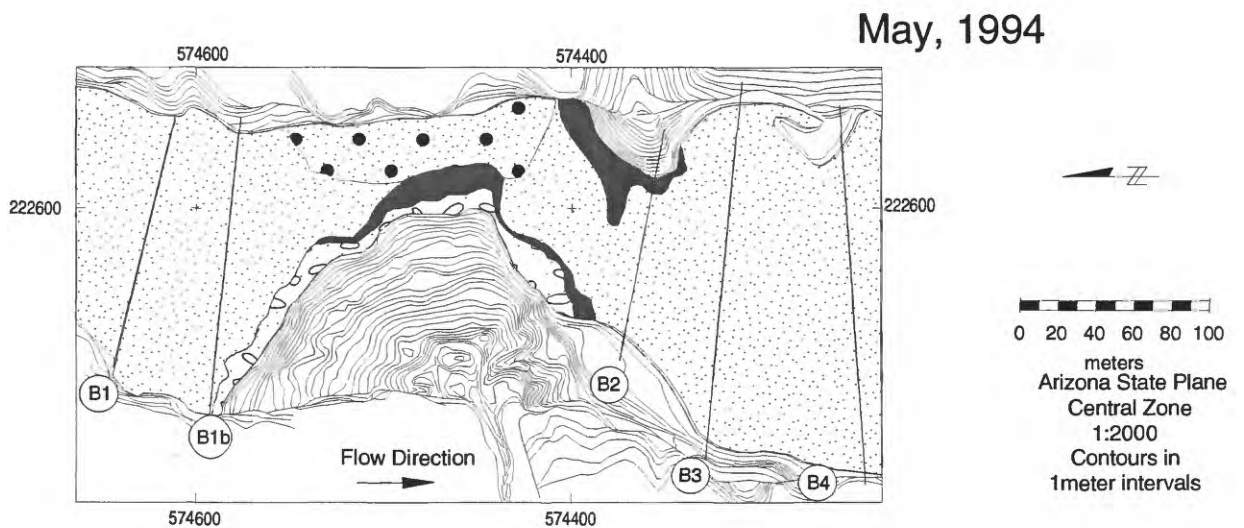 May, 1994
574600
574400
222600
222600
N
0 20 40 60 80 100
meters
Arizona State Plane
Central Zone
1:2000
Contours in
1meter intervals
B1
B1b
B2
B3
B4
Flow Direction
574600
574400